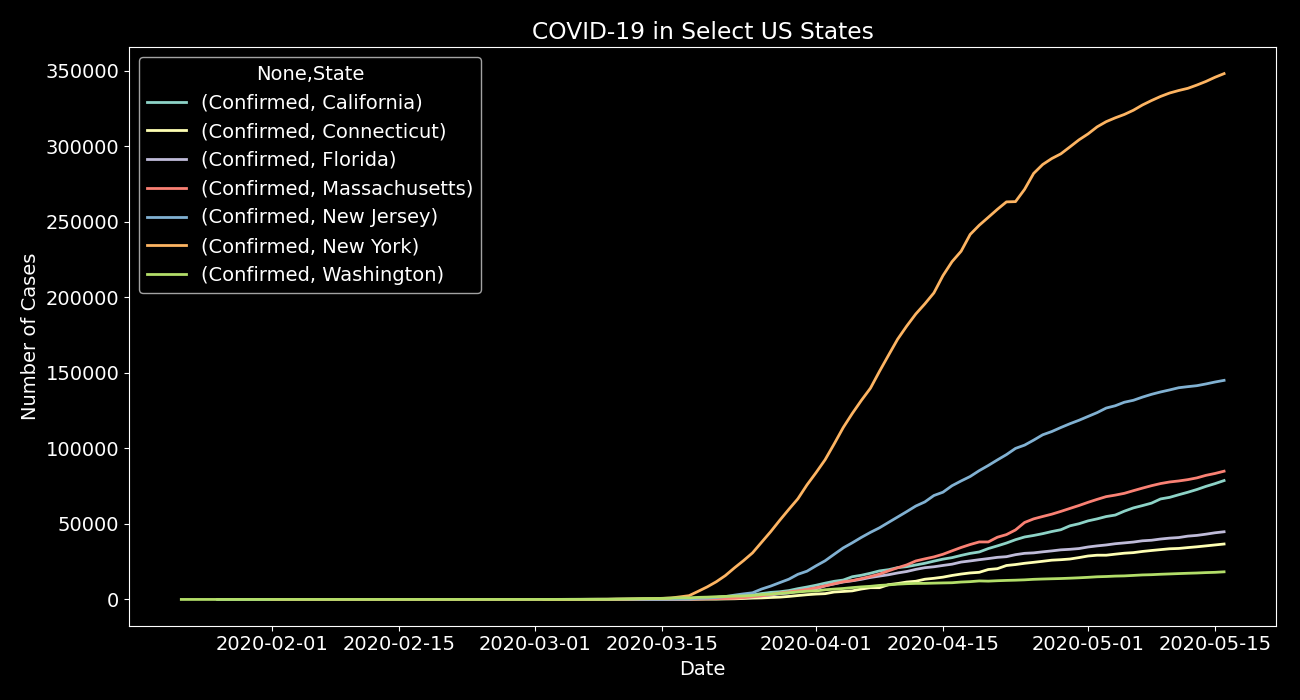 COVID-19 in Select US States
None,State
(Confirmed, California)
(Confirmed, Connecticut)
(Confirmed, Florida)
(Confirmed, Massachusetts)
(Confirmed, New Jersey)
(Confirmed, New York)
(Confirmed, Washington)
Number of Cases
350000
300000
250000
200000
150000
100000
50000
0
2020-02-01 2020-02-15 2020-03-01 2020-03-15 2020-04-01 2020-04-15 2020-05-01 2020-05-15
Date